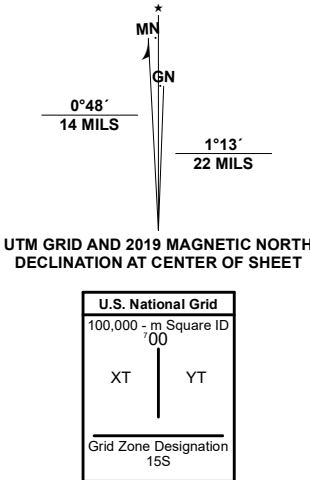 MN
GN
0°48´
14 MILS
1°13´
22 MILS
UTM GRID AND 2019 MAGNETIC NORTH
DECLINATION AT CENTER OF SHEET
U.S. National Grid
100,000 - m Square ID
⁷00
XT YT
Grid Zone Designation
15S